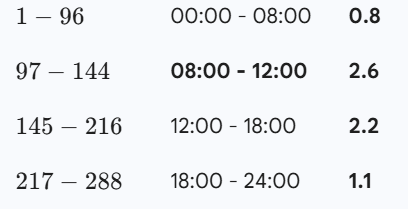 1 – 96 00:00 - 08:00 0.8
97 – 144 08:00 - 12:00 2.6
145 – 216 12:00 - 18:00 2.2
217 – 288 18:00 - 24:00 1.1